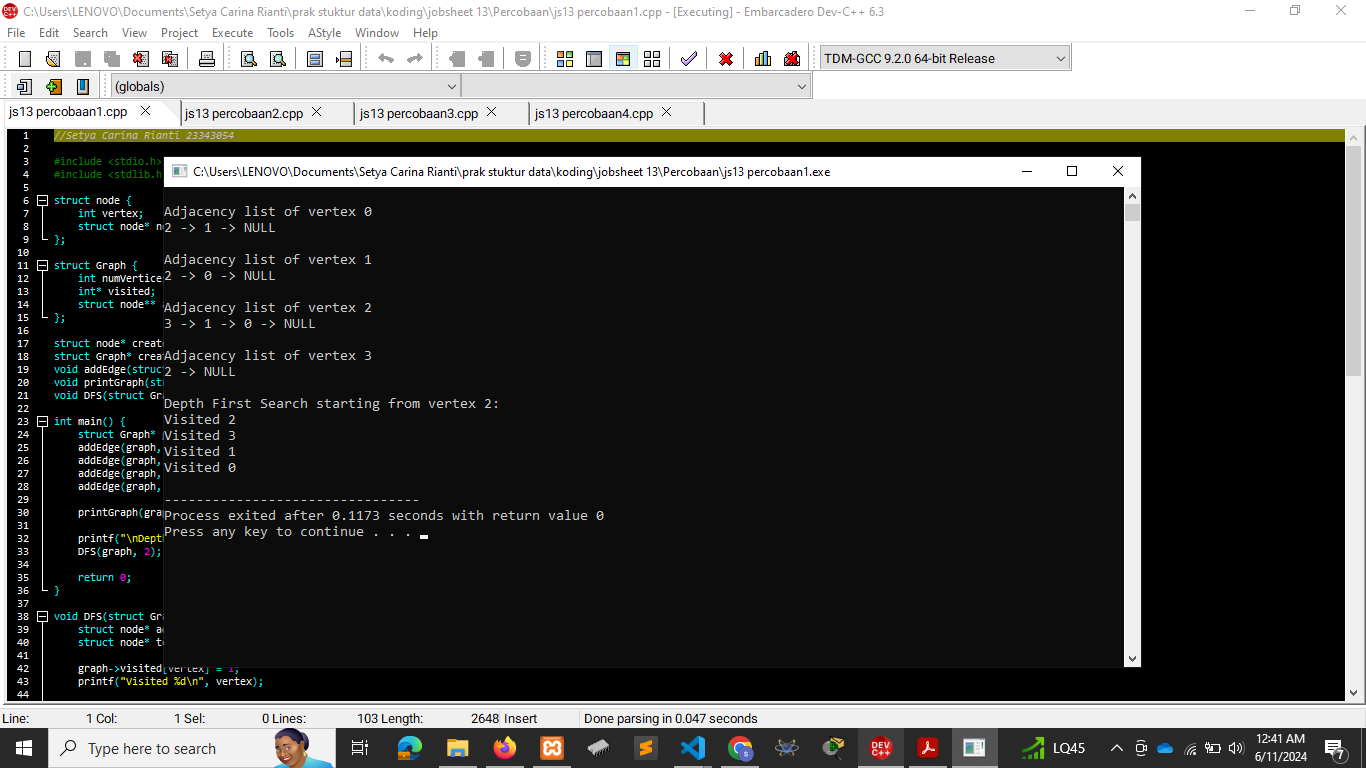 C:\Users\LENOVO\Documents\Setya Carina Rianti\prak stuktur data\koding\jobsheet 13\Percobaan\js13 percobaan1.cpp - [Executing] - Embarcadero Dev-C++ 6.3
File Edit Search View Project Execute Tools AStyle Window Help
TDM-GCC 9.2.0 64-bit Release
(globals)
js13 percobaan1.cpp js13 percobaan2.cpp js13 percobaan3.cpp js13 percobaan4.cpp
1 //Setya Carina Rianti 23343054
2
3 #include <stdio.h>
4 #include <stdlib.h
5
6 struct node {
7 int vertex;
8 struct node* n
9 };
10
11 struct Graph {
12 int numVertice
13 int* visited;
14 struct node**
15 };
16
17 struct node* creat
18 struct Graph* crea
19 void addEdge(struc
20 void printGraph(st
21 void DFS(struct Gr
22
23 int main() {
24 struct Graph*
25 addEdge(graph,
26 addEdge(graph,
27 addEdge(graph,
28 addEdge(graph,
29
30 printGraph(gra
31
32 printf("\nDept
33 DFS(graph, 2);
34
35 return 0;
36 }
37
38 void DFS(struct Gr
39 struct node* a
40 struct node* t
41
42 graph->visited[vertex] = 1;
43 printf("Visited %d\n", vertex);
44
C:\Users\LENOVO\Documents\Setya Carina Rianti\prak stuktur data\koding\jobsheet 13\Percobaan\js13 percobaan1.exe
Adjacency list of vertex 0
2 -> 1 -> NULL
Adjacency list of vertex 1
2 -> 0 -> NULL
Adjacency list of vertex 2
3 -> 1 -> 0 -> NULL
Adjacency list of vertex 3
2 -> NULL
Depth First Search starting from vertex 2:
Visited 2
Visited 3
Visited 1
Visited 0
--------------------------------
Process exited after 0.1173 seconds with return value 0
Press any key to continue . . .
Line: 1 Col: 1 Sel: 0 Lines: 103 Length: 2648 Insert Done parsing in 0.047 seconds
Type here to search
DEV C++
LQ45
12:41 AM
6/11/2024
7